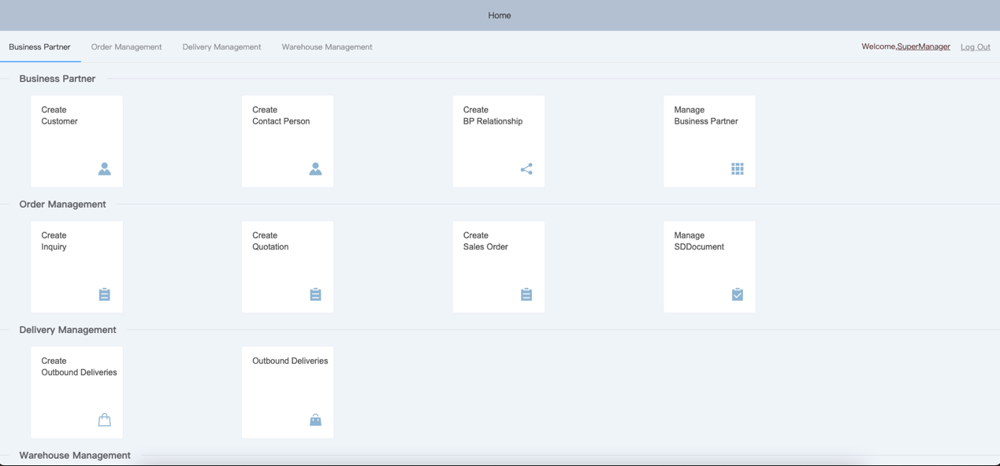 Home
Business Partner
Order Management
Delivery Management
Warehouse Management
Welcome,SuperManager
Log Out
Business Partner
Create
Customer
Create
Contact Person
Create
BP Relationship
Manage
Business Partner
Order Management
Create
Inquiry
Create
Quotation
Create
Sales Order
Manage
SDDocument
Delivery Management
Create
Outbound Deliveries
Outbound Deliveries
Warehouse Management